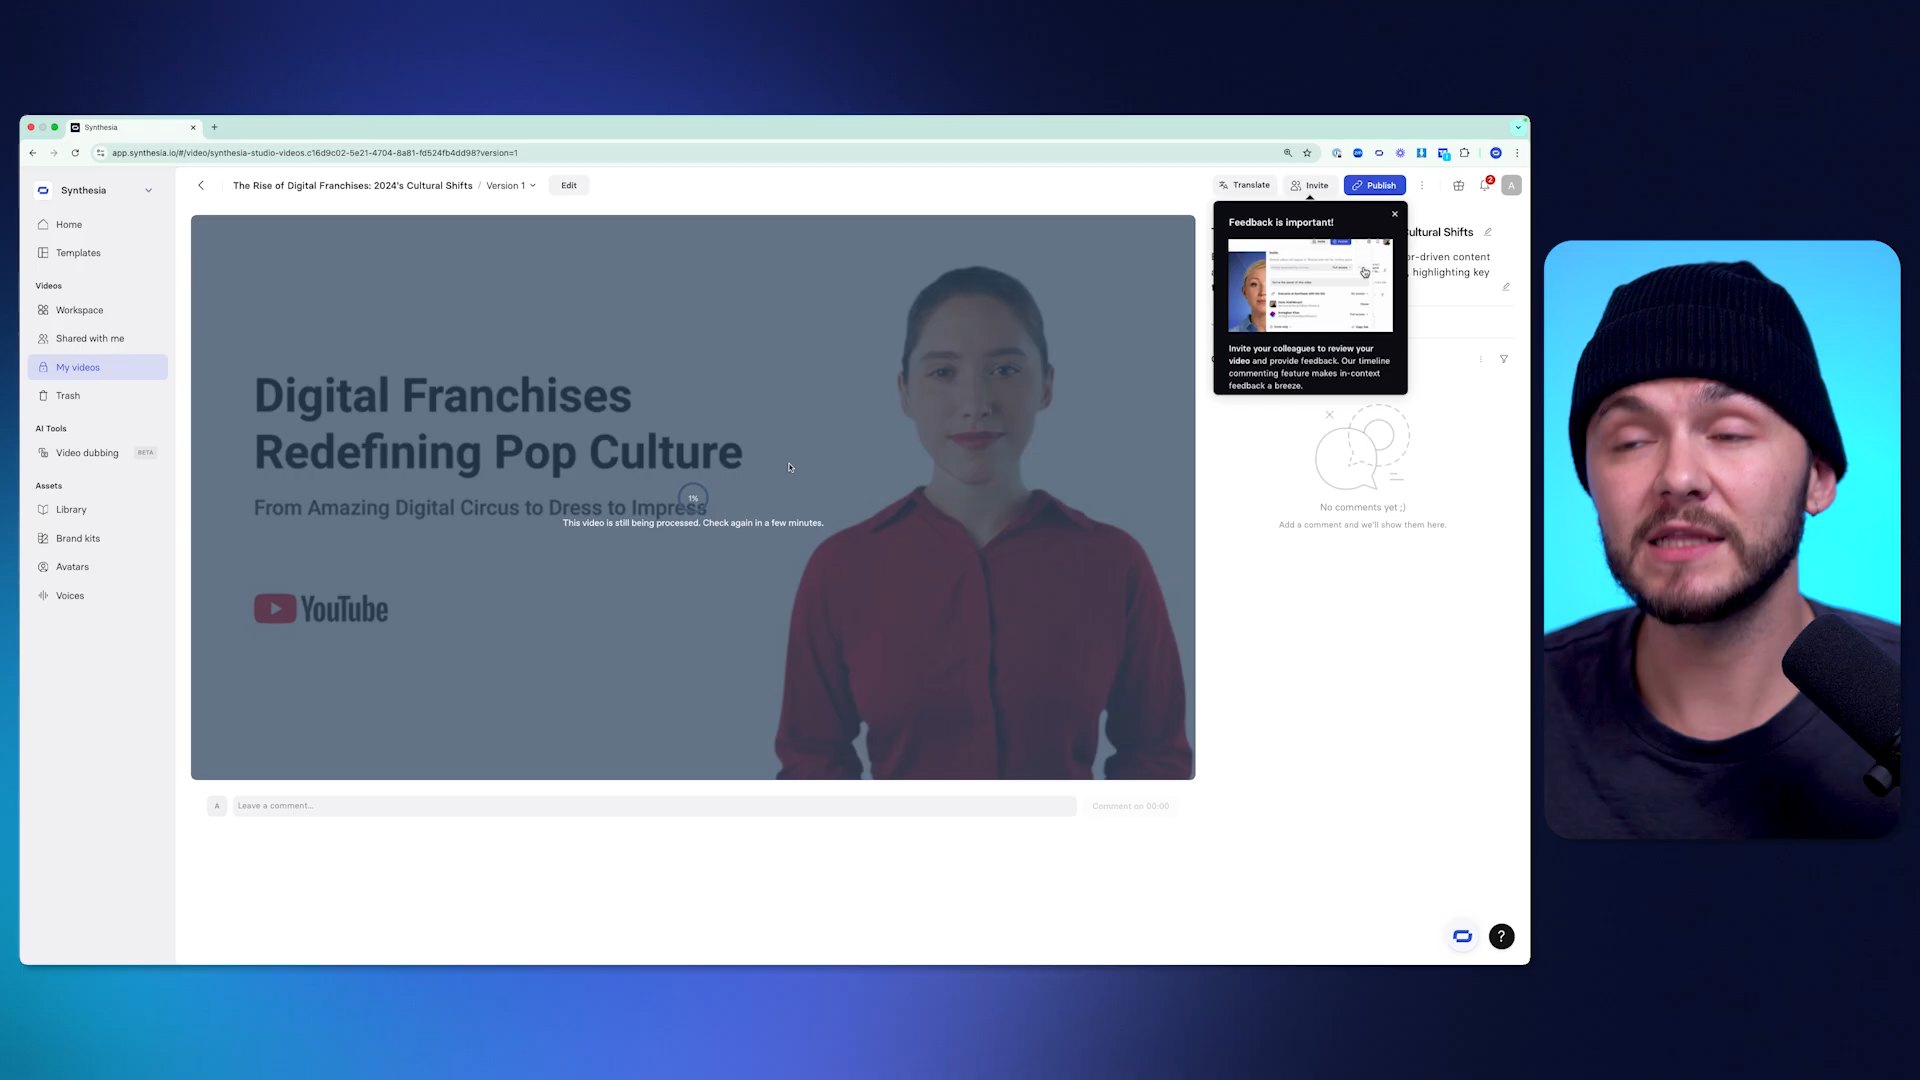 Synthesia
app.synthesia.io/#/video/synthesia-studio-videos.c16d9c02-5e21-4704-8a81-fd524fb4dd98?version=1
Synthesia
Home
Templates
Videos
Workspace
Shared with me
My videos
Trash
AI Tools
Video dubbing BETA
Assets
Library
Brand kits
Avatars
Voices
The Rise of Digital Franchises: 2024's Cultural Shifts / Version 1
Edit
Translate
Invite
Publish
2
A
Digital Franchises
Redefining Pop Culture
From Amazing Digital Circus to Dress to Impress
1%
This video is still being processed. Check again in a few minutes.
YouTube
A
Leave a comment...
Comment on 00:00
Feedback is important!
Invite your colleagues to review your
video and provide feedback. Our timeline
commenting feature makes in-context
feedback a breeze.
ultural Shifts
or-driven content
, highlighting key
No comments yet ;)
Add a comment and we'll show them here.
?